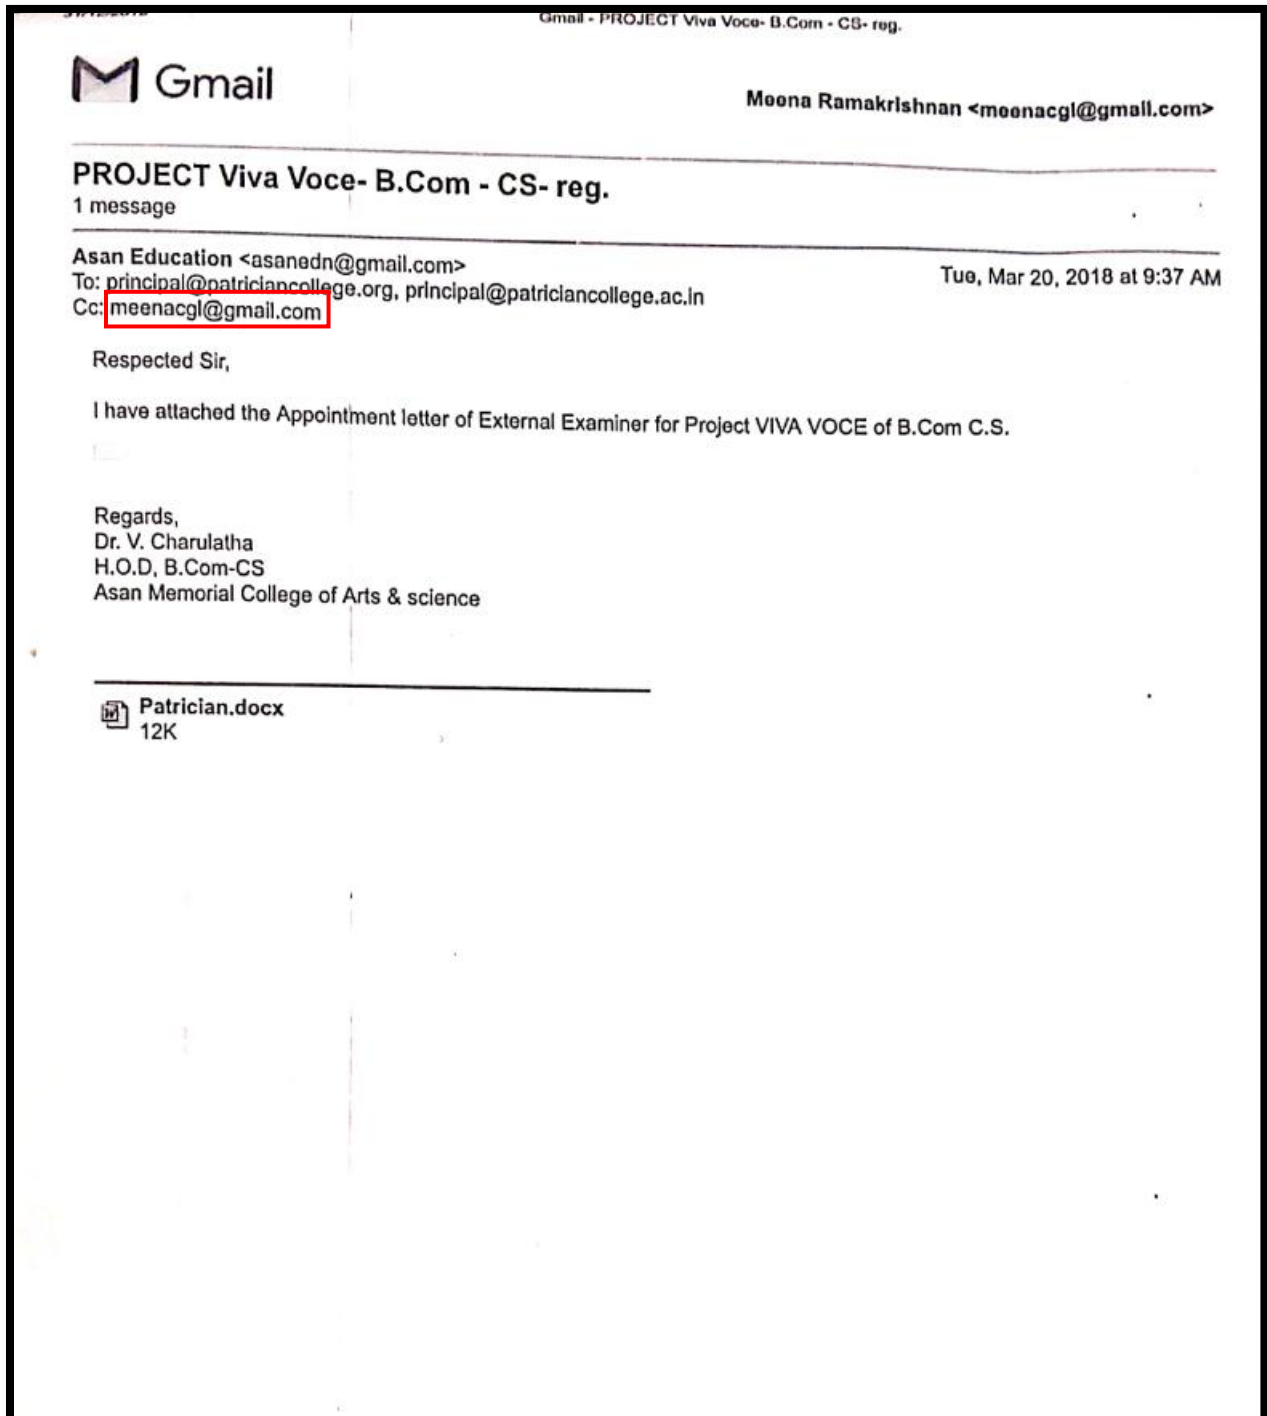 Gmail - PROJECT Viva Voce- B.Com - CS- reg.
Gmail
Meena Ramakrishnan <meenacgl@gmail.com>
PROJECT Viva Voce- B.Com - CS- reg.
1 message
Asan Education <asanedn@gmail.com>
Tue, Mar 20, 2018 at 9:37 AM
To: principal@patriciancollege.org, principal@patriciancollege.ac.in
Cc: meenacgl@gmail.com
Respected Sir,
I have attached the Appointment letter of External Examiner for Project VIVA VOCE of B.Com C.S.
Regards,
Dr. V. Charulatha
H.O.D, B.Com-CS
Asan Memorial College of Arts & science
Patrician.docx
12K